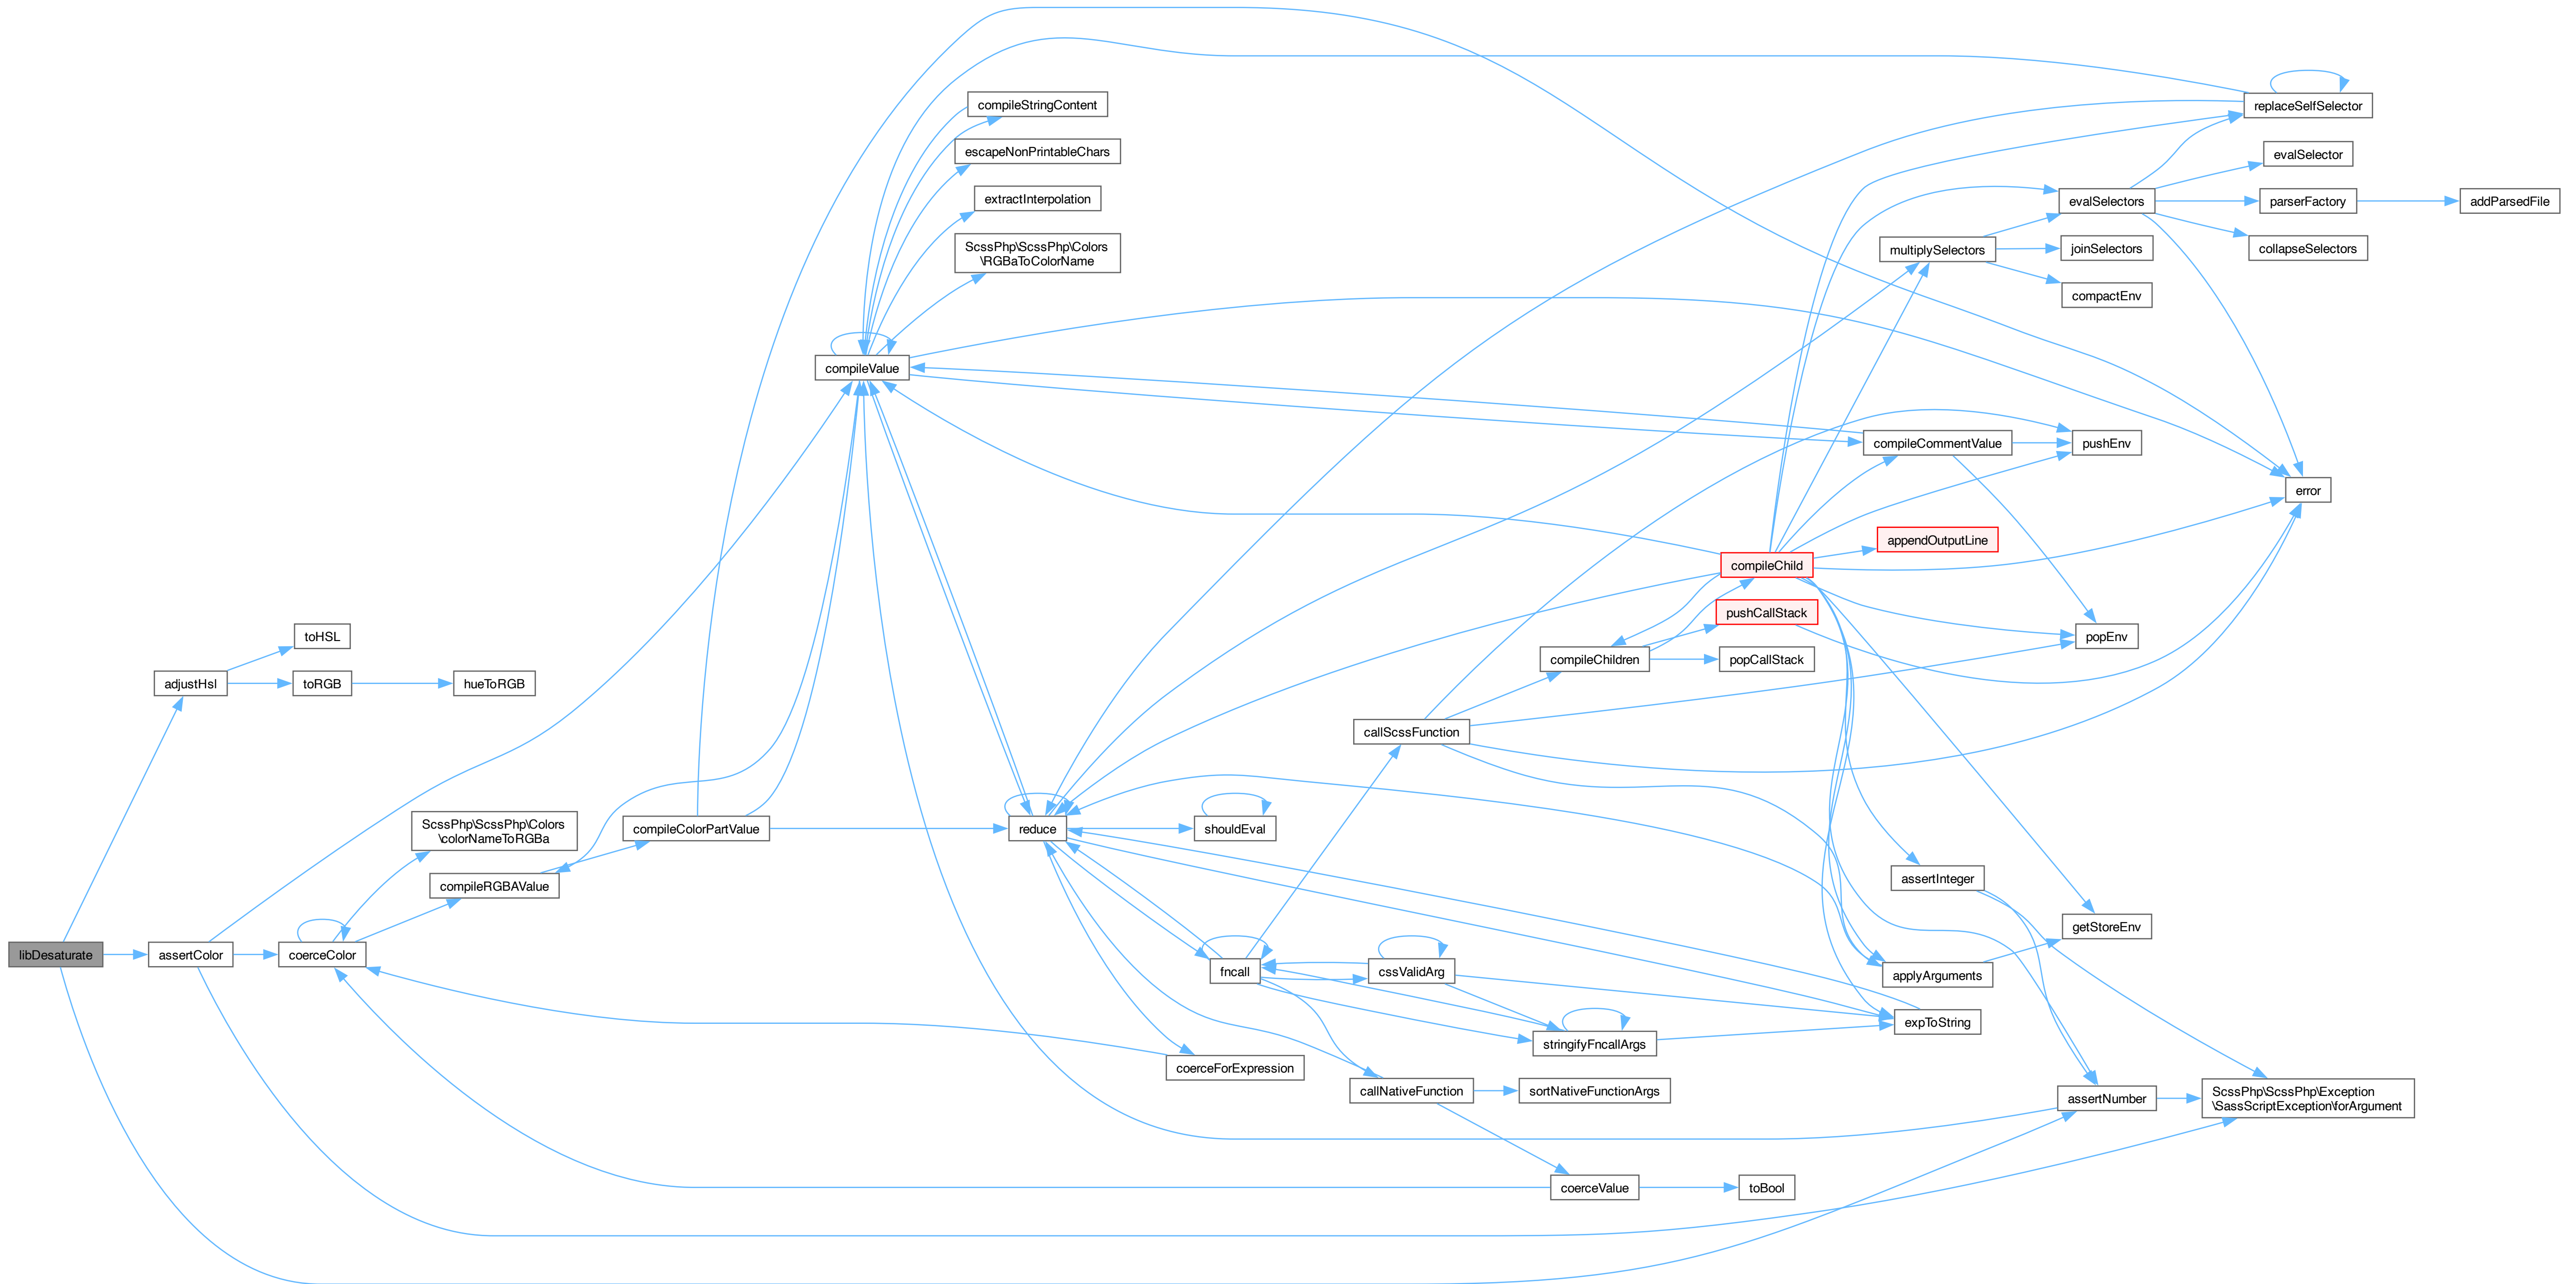 compileStringContent
replaceSelfSelector
escapeNonPrintableChars
evalSelector
extractInterpolation
evalSelectors
parserFactory
addParsedFile
ScssPhp\ScssPhp\Colors
\RGBaToColorName
multiplySelectors
joinSelectors
collapseSelectors
compactEnv
compileValue
compileCommentValue
pushEnv
error
appendOutputLine
compileChild
pushCallStack
toHSL
popEnv
compileChildren
popCallStack
adjustHsl
toRGB
hueToRGB
callScssFunction
ScssPhp\ScssPhp\Colors
\colorNameToRGBa
compileColorPartValue
reduce
shouldEval
compileRGBAValue
assertInteger
getStoreEnv
libDesaturate
assertColor
coerceColor
fncall
cssValidArg
applyArguments
expToString
stringifyFncallArgs
coerceForExpression
callNativeFunction
sortNativeFunctionArgs
assertNumber
ScssPhp\ScssPhp\Exception
\SassScriptException\forArgument
coerceValue
toBool